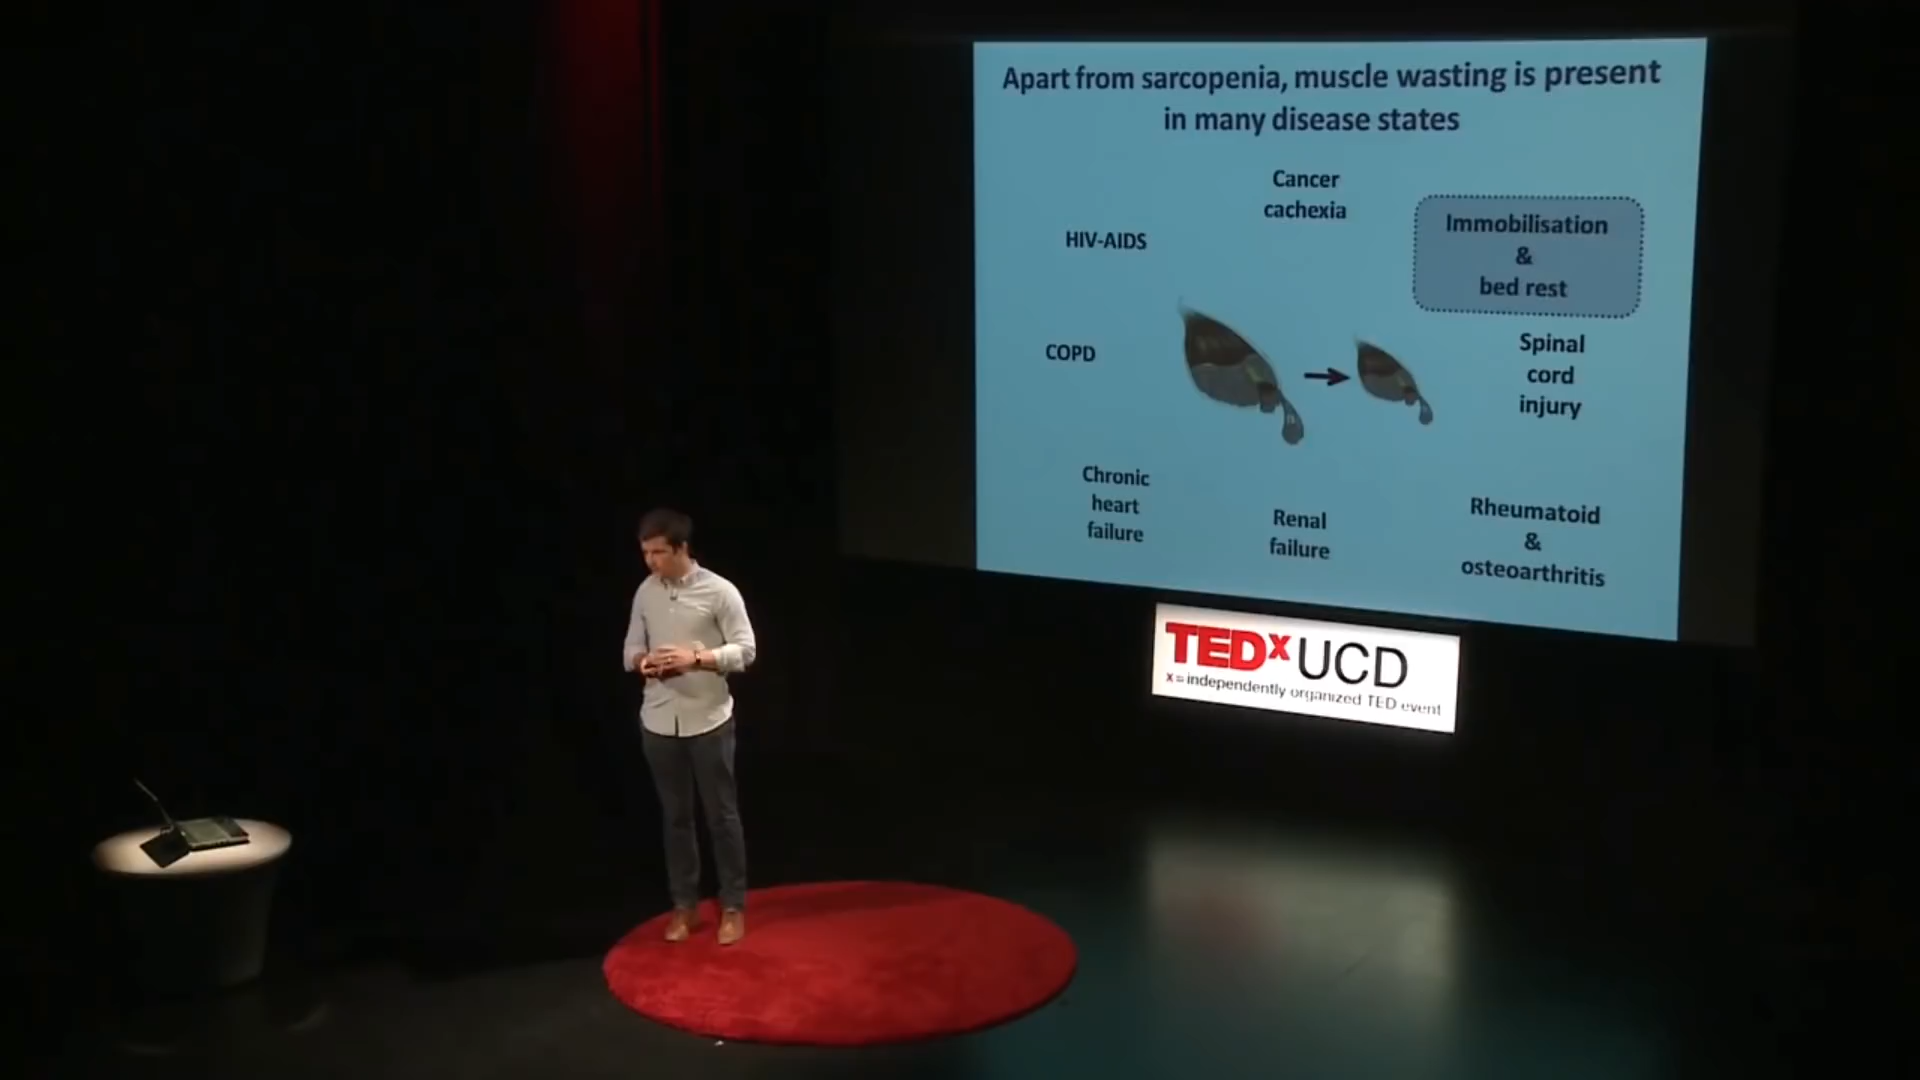 Apart from sarcopenia, muscle wasting is present
in many disease states
Cancer
cachexia
Immobilisation
&
bed rest
HIV-AIDS
COPD
Spinal
cord
injury
Chronic
heart
failure
Renal
failure
Rheumatoid
&
osteoarthritis
TEDx UCD
x = independently organized TED event